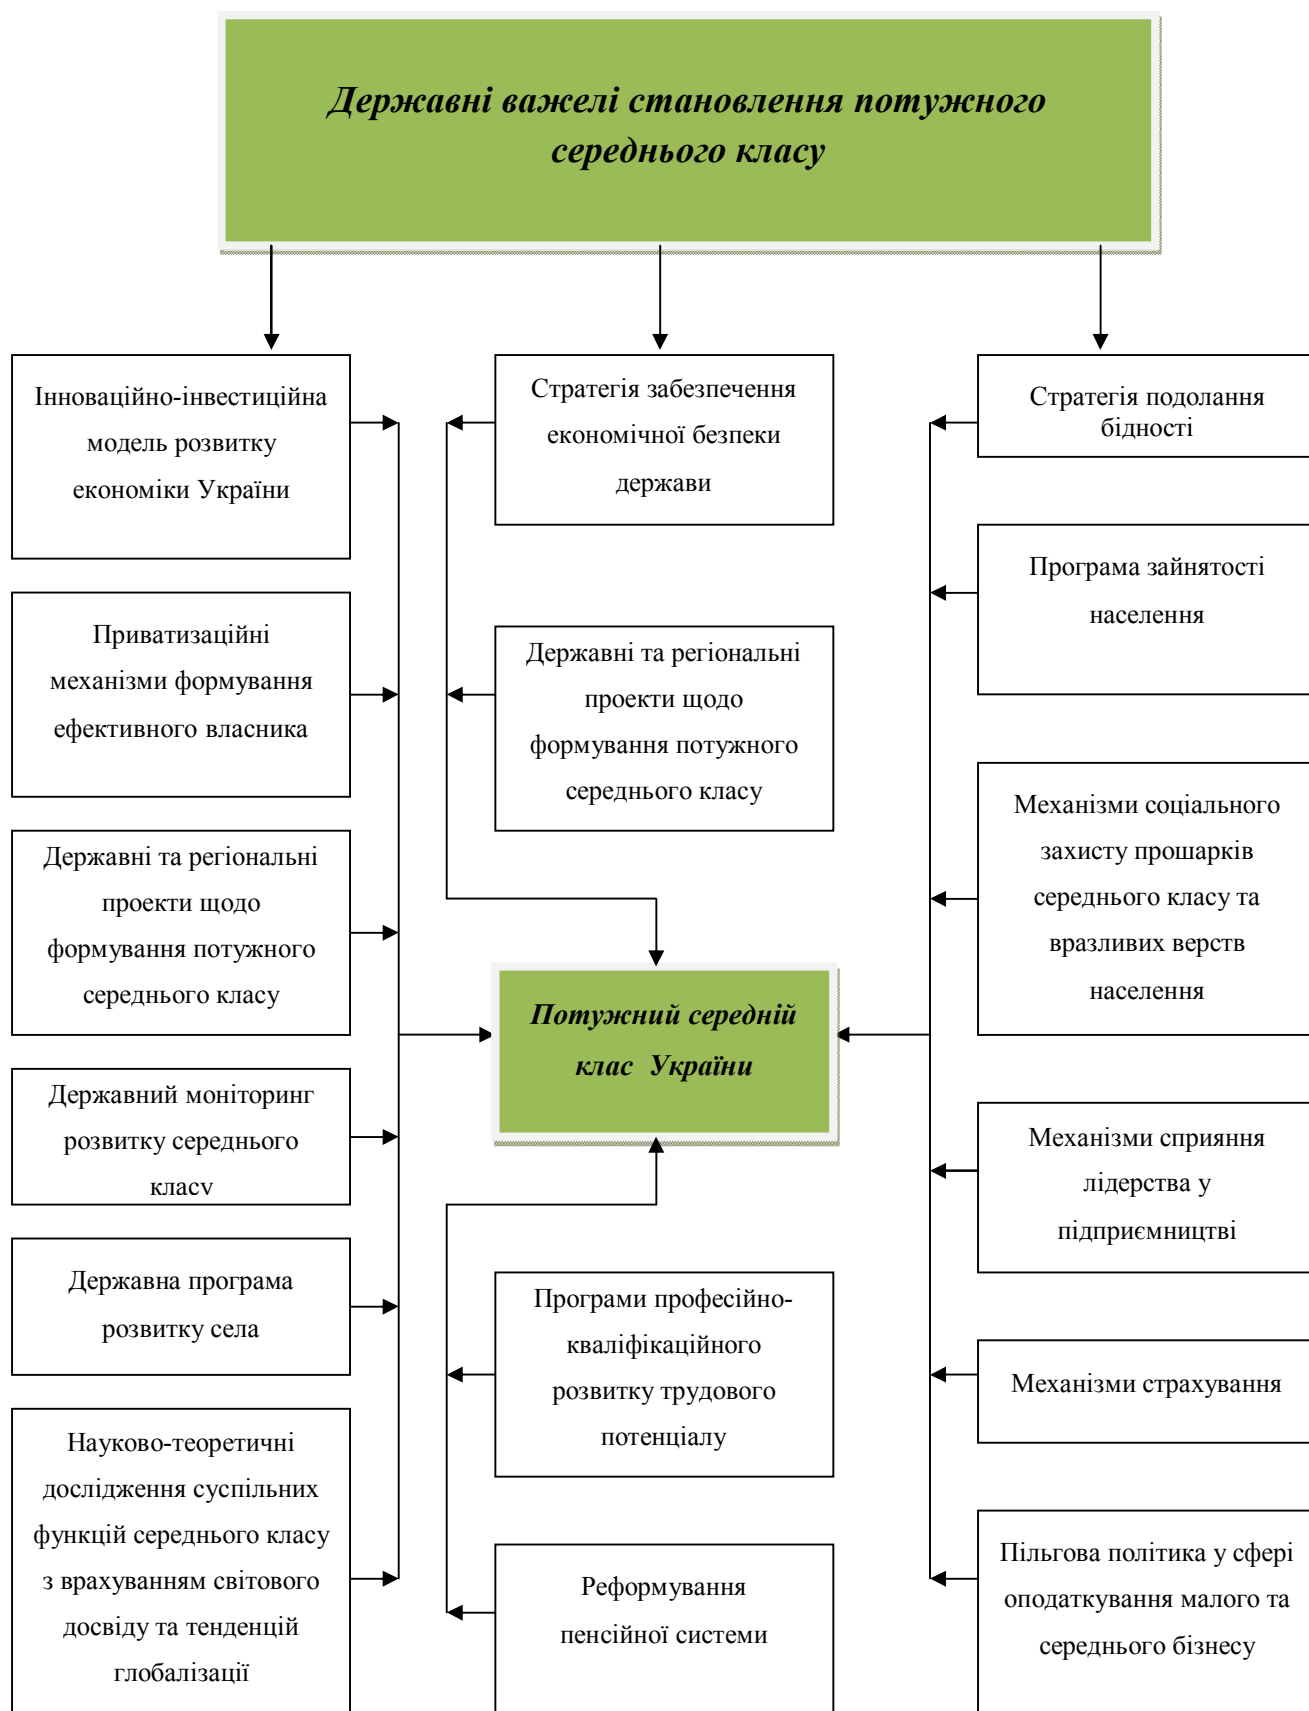 Державні важелі становлення потужного
середнього класу
Інноваційно-інвестиційна
модель розвитку
економіки України
Приватизаційні
механізми формування
ефективного власника
Державні та регіональні
проекти щодо
формування потужного
середнього класу
Державний моніторинг
розвитку середнього
класу
Державна програма
розвитку села
Науково-теоретичні
дослідження суспільних
функцій середнього класу
з врахуванням світового
досвіду та тенденцій
глобалізації
Стратегія забезпечення
економічної безпеки
держави
Державні та регіональні
проекти щодо
формування потужного
середнього класу
Потужний середній
клас України
Програми професійно-
кваліфікаційного
розвитку трудового
потенціалу
Реформування
пенсійної системи
Стратегія подолання
бідності
Програма зайнятості
населення
Механізми соціального
захисту прошарків
середнього класу та
вразливих верств
населення
Механізми сприяння
лідерства у
підприємництві
Механізми страхування
Пільгова політика у сфері
оподаткування малого та
середнього бізнесу